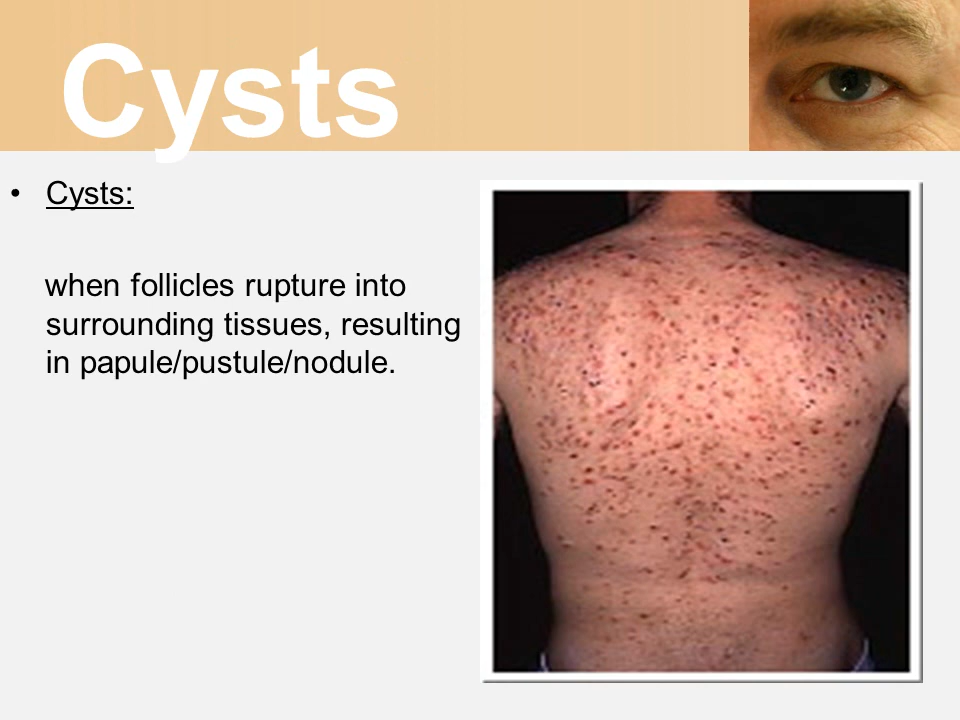 Cysts
• Cysts:
when follicles rupture into
surrounding tissues, resulting
in papule/pustule/nodule.